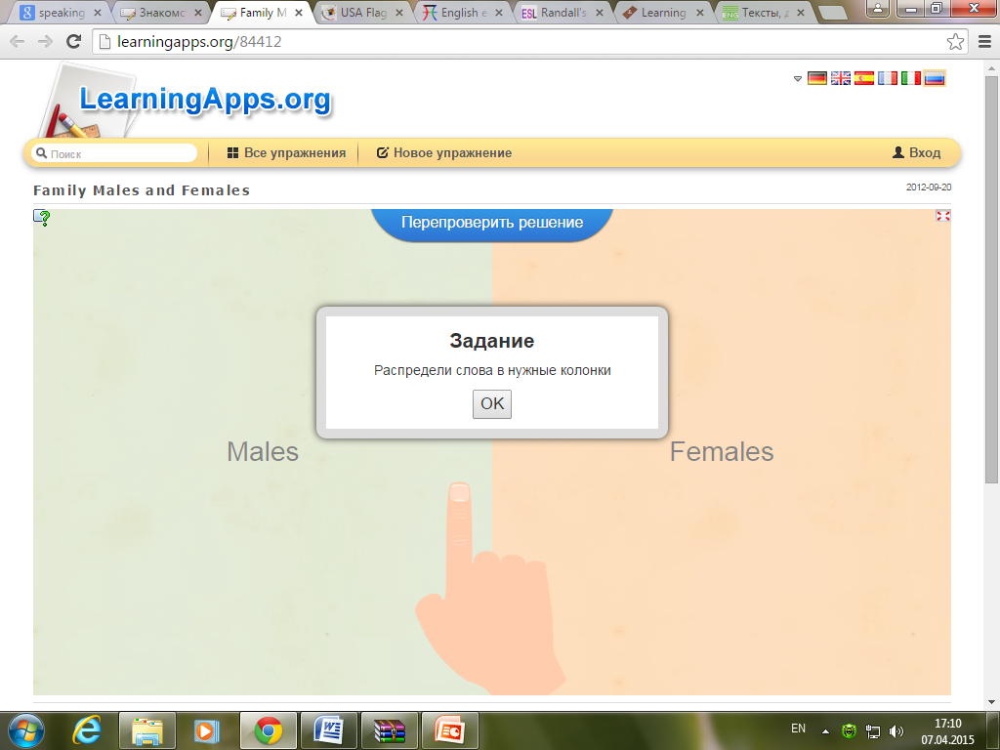 speaking
Знакомс
Family M
USA Flag
English e
Randall's
Learning
Тексты, д
learningapps.org/84412
LearningApps.org
Поиск
Все упражнения
Новое упражнение
Вход
Family Males and Females
2012-09-20
Перепроверить решение
Задание
Распредели слова в нужные колонки
OK
Males
Females
EN
17:10
07.04.2015